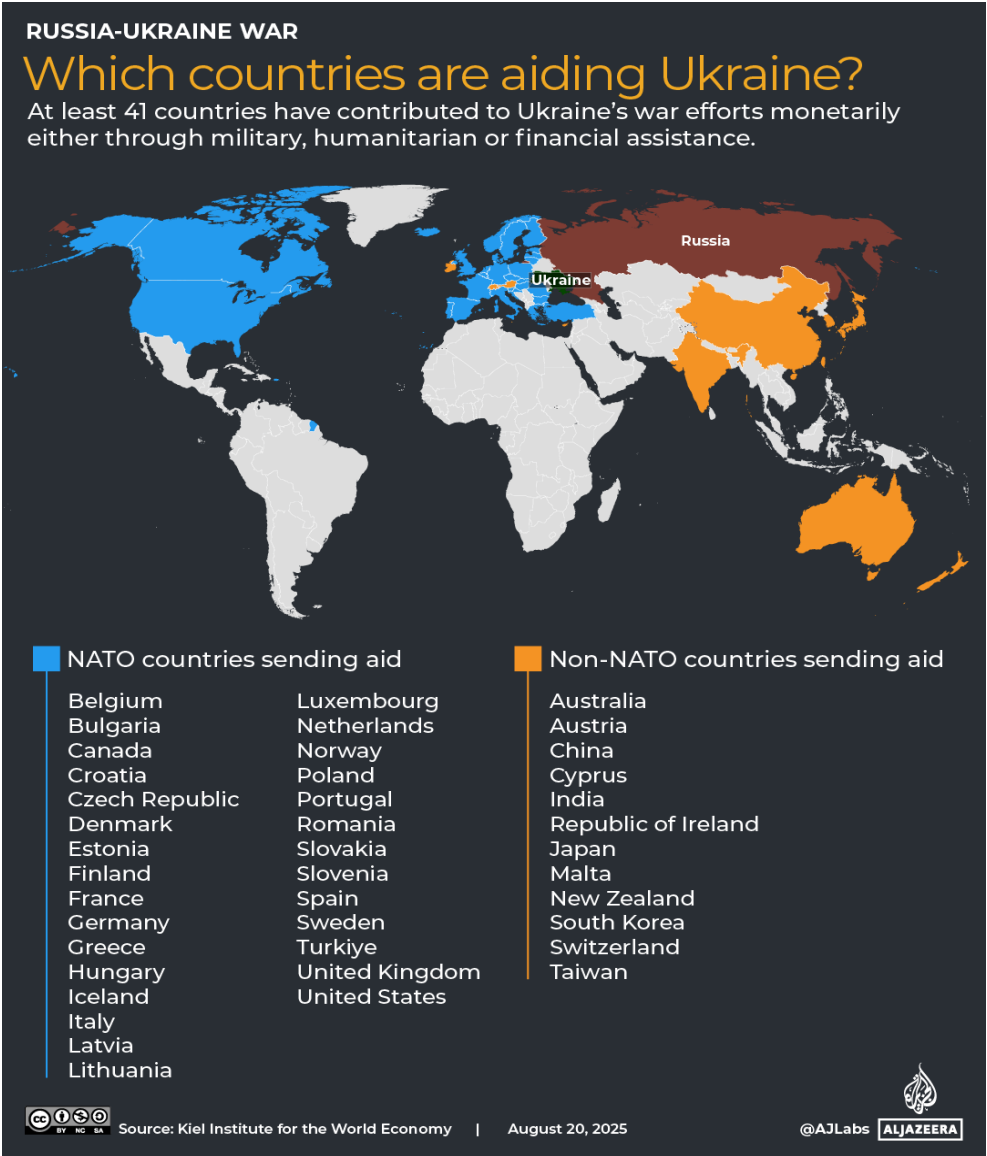 RUSSIA-UKRAINE WAR
Which countries are aiding Ukraine?
At least 41 countries have contributed to Ukraine’s war efforts monetarily
either through military, humanitarian or financial assistance.
Russia
Ukraine
NATO countries sending aid
Belgium
Bulgaria
Canada
Croatia
Czech Republic
Denmark
Estonia
Finland
France
Germany
Greece
Hungary
Iceland
Italy
Latvia
Lithuania
Luxembourg
Netherlands
Norway
Poland
Portugal
Romania
Slovakia
Slovenia
Spain
Sweden
Turkiye
United Kingdom
United States
Non-NATO countries sending aid
Australia
Austria
China
Cyprus
India
Republic of Ireland
Japan
Malta
New Zealand
South Korea
Switzerland
Taiwan
cc BY NC SA
Source: Kiel Institute for the World Economy | August 20, 2025
@AJLabs ALJAZEERA